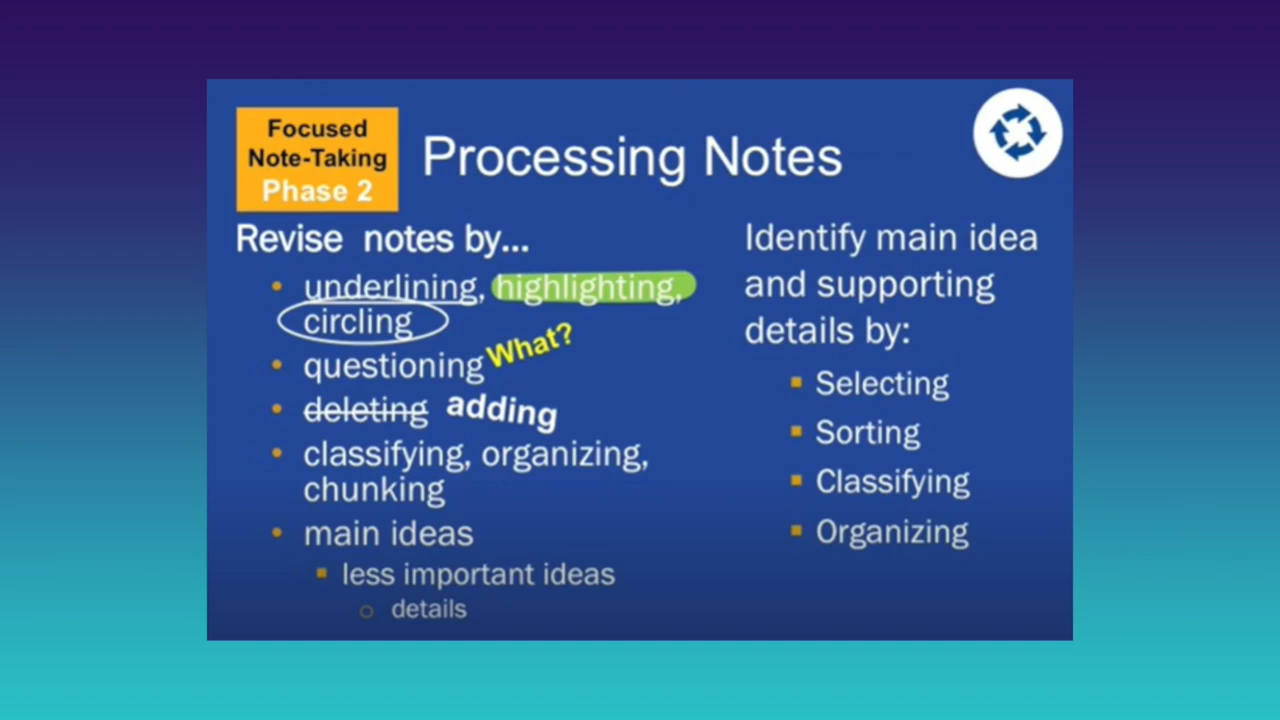 Focused
Note-Taking
Phase 2
Processing Notes
Revise notes by...
underlining, highlighting,
circling
questioning What?
deleting adding
classifying, organizing,
chunking
main ideas
less important ideas
details
Identify main idea
and supporting
details by:
Selecting
Sorting
Classifying
Organizing